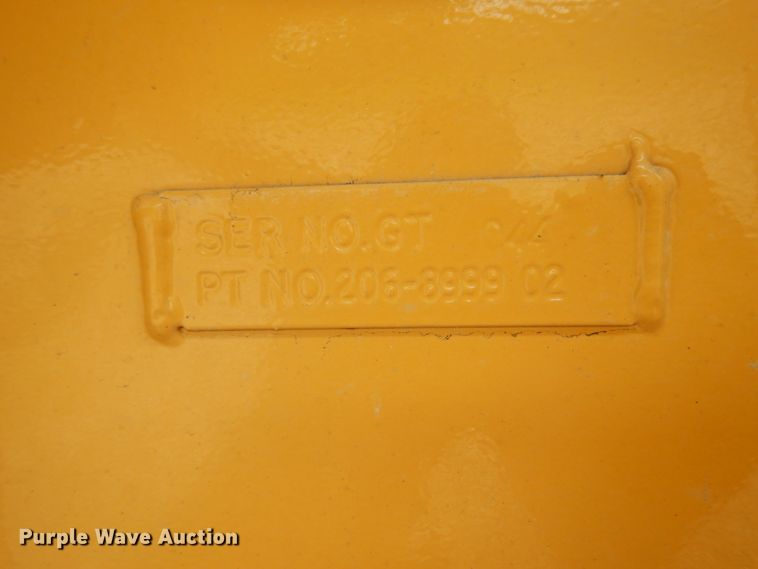 SER NO.GT
PT NO.206-8999 02
Purple Wave Auction